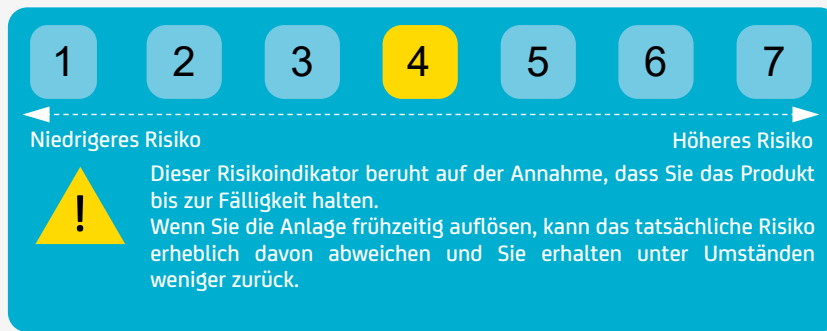 1 2 3 4 5 6 7
Niedrigeres Risiko Höheres Risiko
!
Dieser Risikoindikator beruht auf der Annahme, dass Sie das Produkt
bis zur Fälligkeit halten.
Wenn Sie die Anlage frühzeitig auflösen, kann das tatsächliche Risiko
erheblich davon abweichen und Sie erhalten unter Umständen
weniger zurück.